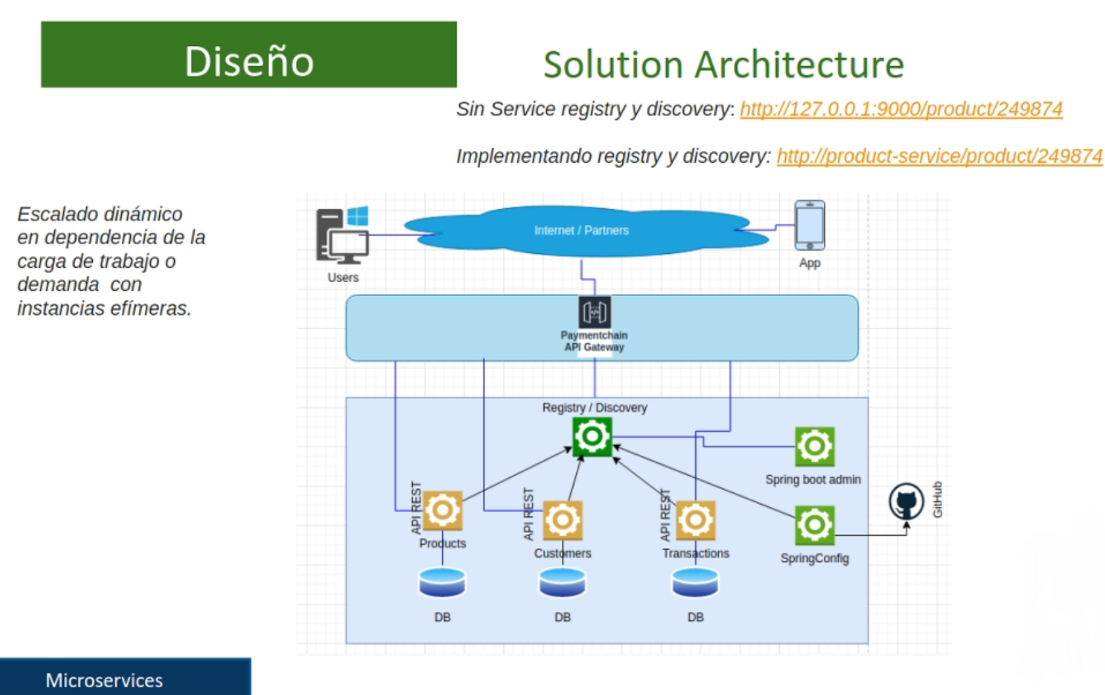 Diseño
Solution Architecture
Sin Service registry y discovery: http://127.0.0.1:9000/product/249874
Implementando registry y discovery: http://product-service/product/249874
Escalado dinámico
en dependencia de la
carga de trabajo o
demanda con
instancias efímeras.
Users
Internet / Partners
App
Paymentchain
API Gateway
Registry / Discovery
Spring boot admin
GitHub
API REST
Products
API REST
Customers
API REST
Transactions
SpringConfig
DB
DB
DB
Microservices